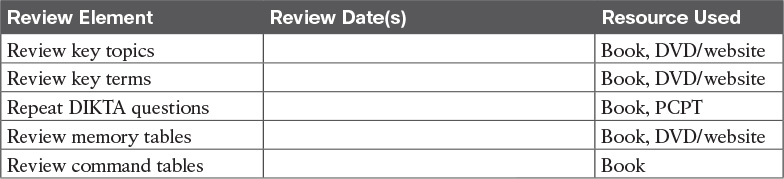 Review Element Review Date(s) Resource Used
Review key topics Book, DVD/website
Review key terms Book, DVD/website
Repeat DIKTA questions Book, PCPT
Review memory tables Book, DVD/website
Review command tables Book